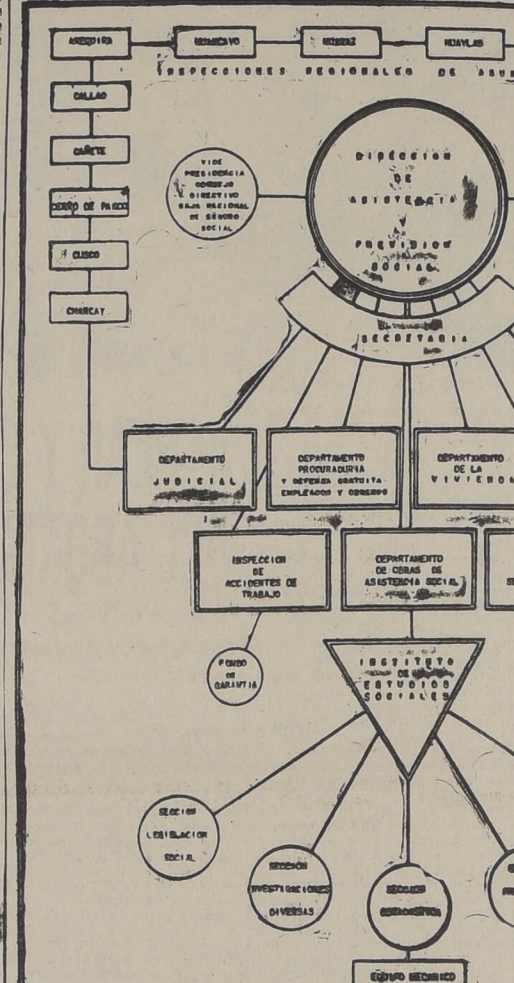 AREQUIPA
HUANCAYO
HUARAZ
HUAYLAS
INSPECCIONES REGIONALES DE ASUN
CALLAO
CAÑETE
CERRO DE PASCO
CUSCO
CHANCAY
VICE
PRESIDENCIA
CONSEJO
DIRECTIVO
CAJA NACIONAL
DE SEGURO
SOCIAL
DIRECCION
DE
ASISTENCIA
Y
PREVISION
SOCIAL
SECRETARIA
DEPARTAMENTO
JUDICIAL
DEPARTAMENTO
PROCURADURIA
Y DEFENSA GRATUITA
EMPLEADOS Y OBREROS
DEPARTAMENTO
DE LA
VIVIENDA
INSPECCION
DE
ACCIDENTES DE
TRABAJO
DEPARTAMENTO
DE OBRAS DE
ASISTENCIA SOCIAL
FONDO
DE
GARANTIA
INSTITUTO
DE
ESTUDIOS
SOCIALES
SECCION
LEGISLACION
SOCIAL
SECCION
INVESTIGACIONES
DIVERSAS
SECCION
EQUIPO MECANICO